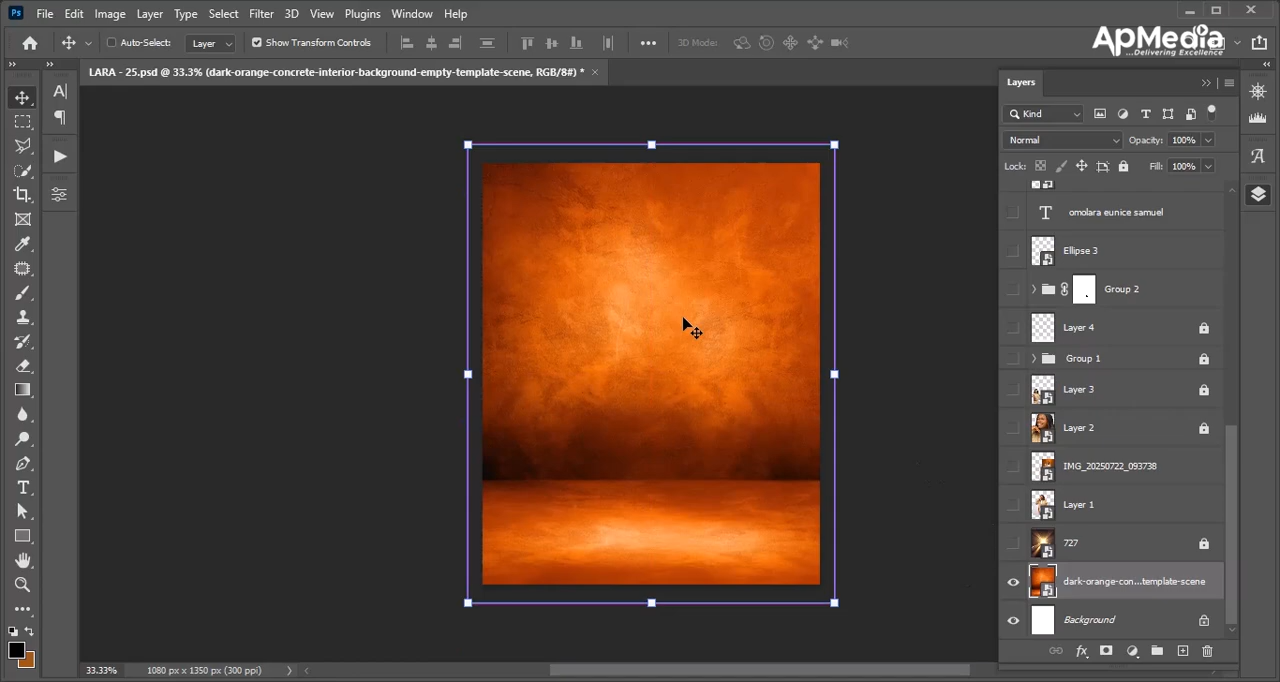 Ps File Edit Image Layer Type Select Filter 3D View Plugins Window Help
Auto-Select: Layer Show Transform Controls 3D Mode:
ApMedia
...Delivering Excellence
LARA - 25.psd @ 33.3% (dark-orange-concrete-interior-background-empty-template-scene, RGB/8#) *
Layers
Kind
Normal Opacity: 100%
Lock: Fill: 100%
omolara eunice samuel
Ellipse 3
Group 2
Layer 4
Group 1
Layer 3
Layer 2
IMG_20250722_093738
Layer 1
727
dark-orange-con...template-scene
Background
33.33% 1080 px x 1350 px (300 ppi)